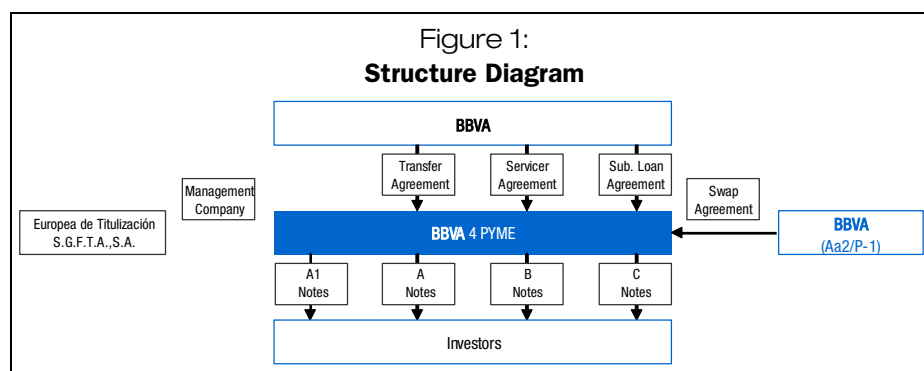 Figure 1:
Structure Diagram
BBVA
Transfer
Agreement
Servicer
Agreement
Sub. Loan
Agreement
Management
Company
Swap
Agreement
Europea de Titulización
S.G.F.T.A.,S.A.
BBVA 4 PYME
BBVA
(Aa2/P-1)
A1
Notes
A
Notes
B
Notes
C
Notes
Investors